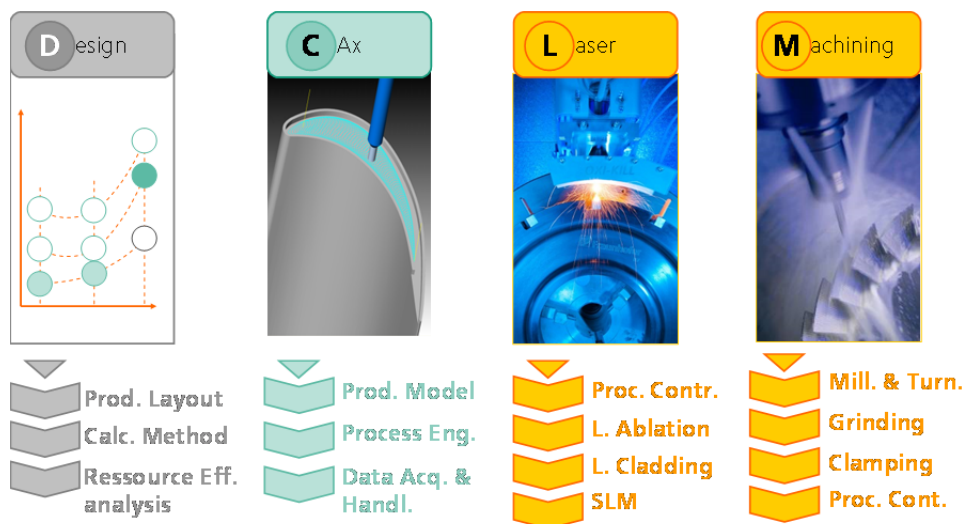 Design
CAx
Laser
Machining
Prod. Layout
Calc. Method
Ressource Eff.
analysis
Prod. Model
Process Eng.
Data Acq. &
Handl.
Proc. Contr.
L. Ablation
L. Cladding
SLM
Mill. & Turn.
Grinding
Clamping
Proc. Cont.